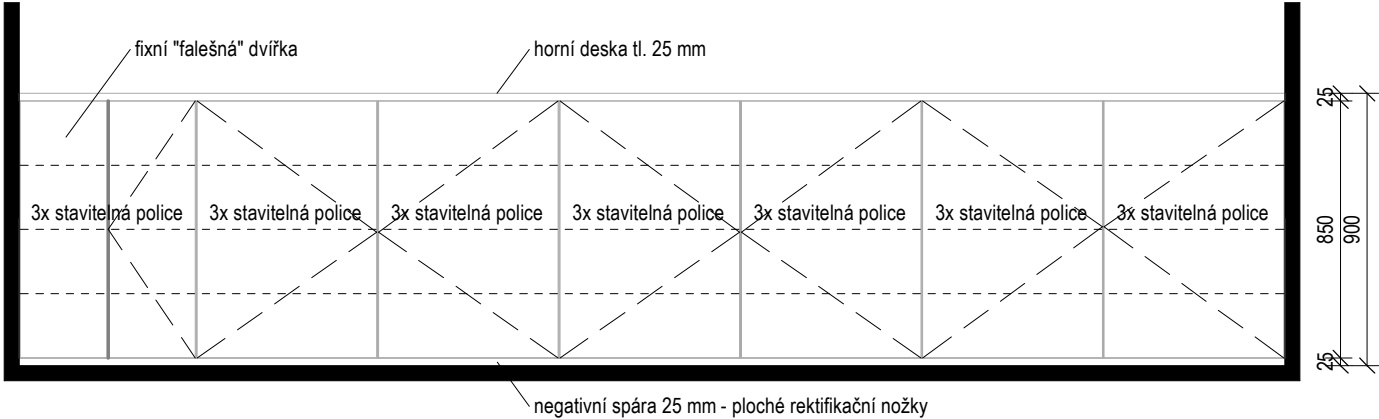 fixní "falešná" dvířka
horní deska tl. 25 mm
25
3x stavitelná police
3x stavitelná police
3x stavitelná police
3x stavitelná police
3x stavitelná police
3x stavitelná police
3x stavitelná police
850
900
25
negativní spára 25 mm - ploché rektifikační nožky